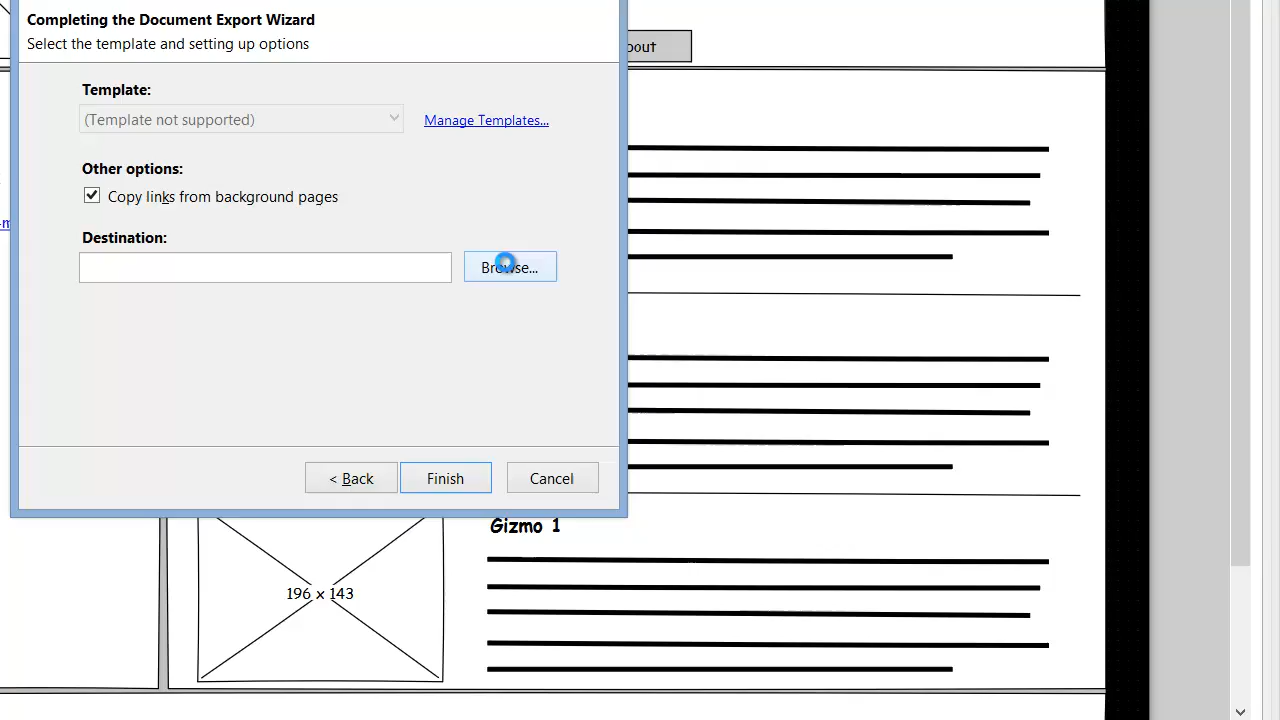 Completing the Document Export Wizard
Select the template and setting up options
Template:
(Template not supported)
Manage Templates...
Other options:
Copy links from background pages
Destination:
Browse...
< Back
Finish
Cancel
Gizmo 1
196 x 143